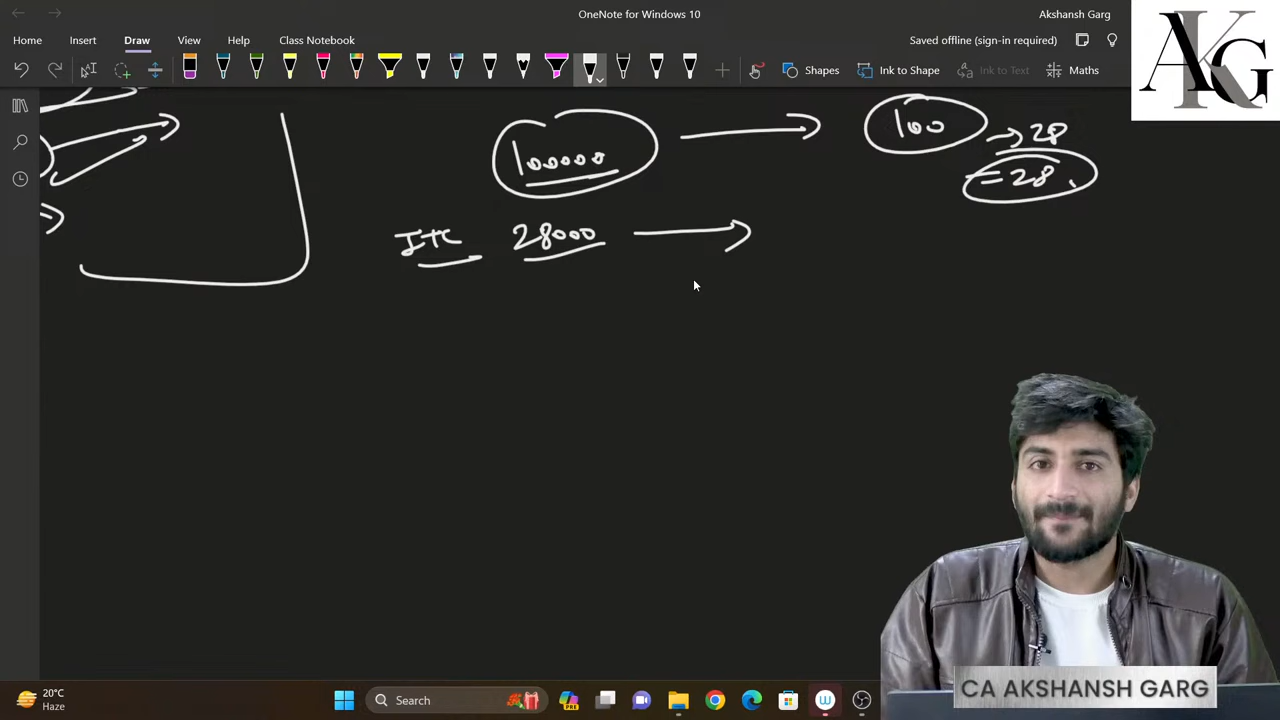 OneNote for Windows 10
Akshansh Garg
Home Insert Draw View Help Class Notebook
Saved offline (sign-in required)
Shapes Ink to Shape Ink to Text Maths
AKG
100000 → 100 → 28
= 28
ITC 28000 →
CA AKSHANSH GARG
20°C
Haze
Search
PRE